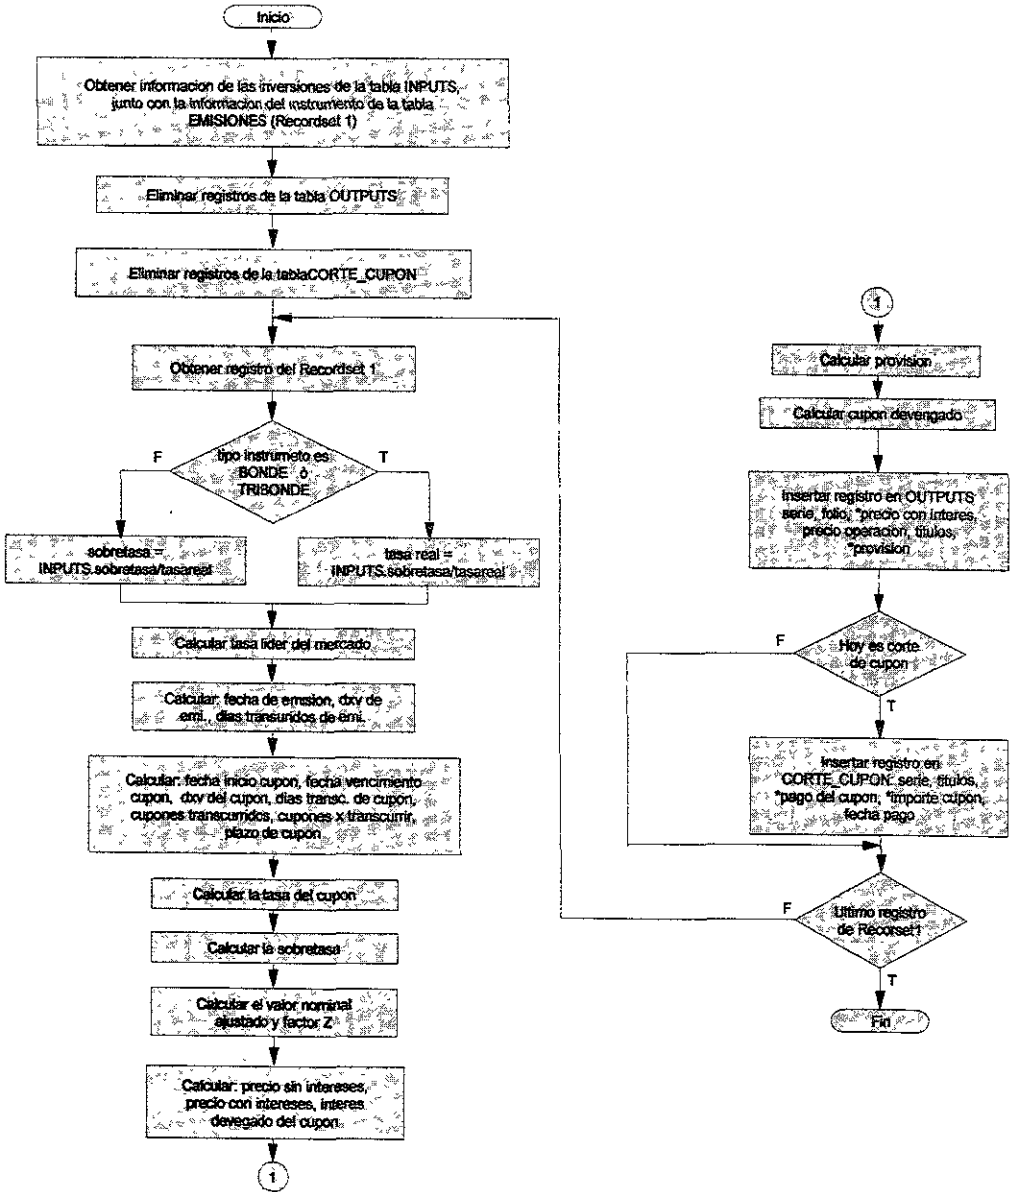 Inicio
Obtener informacion de las inversiones de la tabla INPUTS,
junto con la informacion del instrumento de la tabla
EMISIONES (Recordset 1)
Eliminar registros de la tabla OUTPUTS
Eliminar registros de la tablaCORTE_CUPON
Obtener registro del Recordset 1
tipo instrumeto es
BONDE ò
TRIBONDE
F
T
sobretasa =
INPUTS.sobretasa/tasareal
tasa real =
INPUTS.sobretasa/tasareal
Calcular tasa lider del mercado
Calcular: fecha de emision, dxv de
emi., dias transuridos de emi.
Calcular: fecha inicio cupon, fecha vencimento
cupon, dxv del cupon, dias transc. de cupon,
cupones transcurridos, cupones x transcurrir,
plazo de cupon
Calcular la tasa del cupon
Calcular la sobretasa
Calcular el valor nominal
ajustado y factor Z
Calcular: precio sin intereses,
precio con intereses, interes
devegado del cupon
1
1
Calcular provision
Calcular cupon devengado
Insertar registro en OUTPUTS
serie, folio, *precio con interes,
precio operacion, titulos,
*provision
Hoy es corte
de cupon
F
T
Insertar registro en
CORTE_CUPON: serie, titulos,
*pago del cupon, *importe cupon,
fecha pago
Ultimo registro
de Recorset1
F
T
Fin